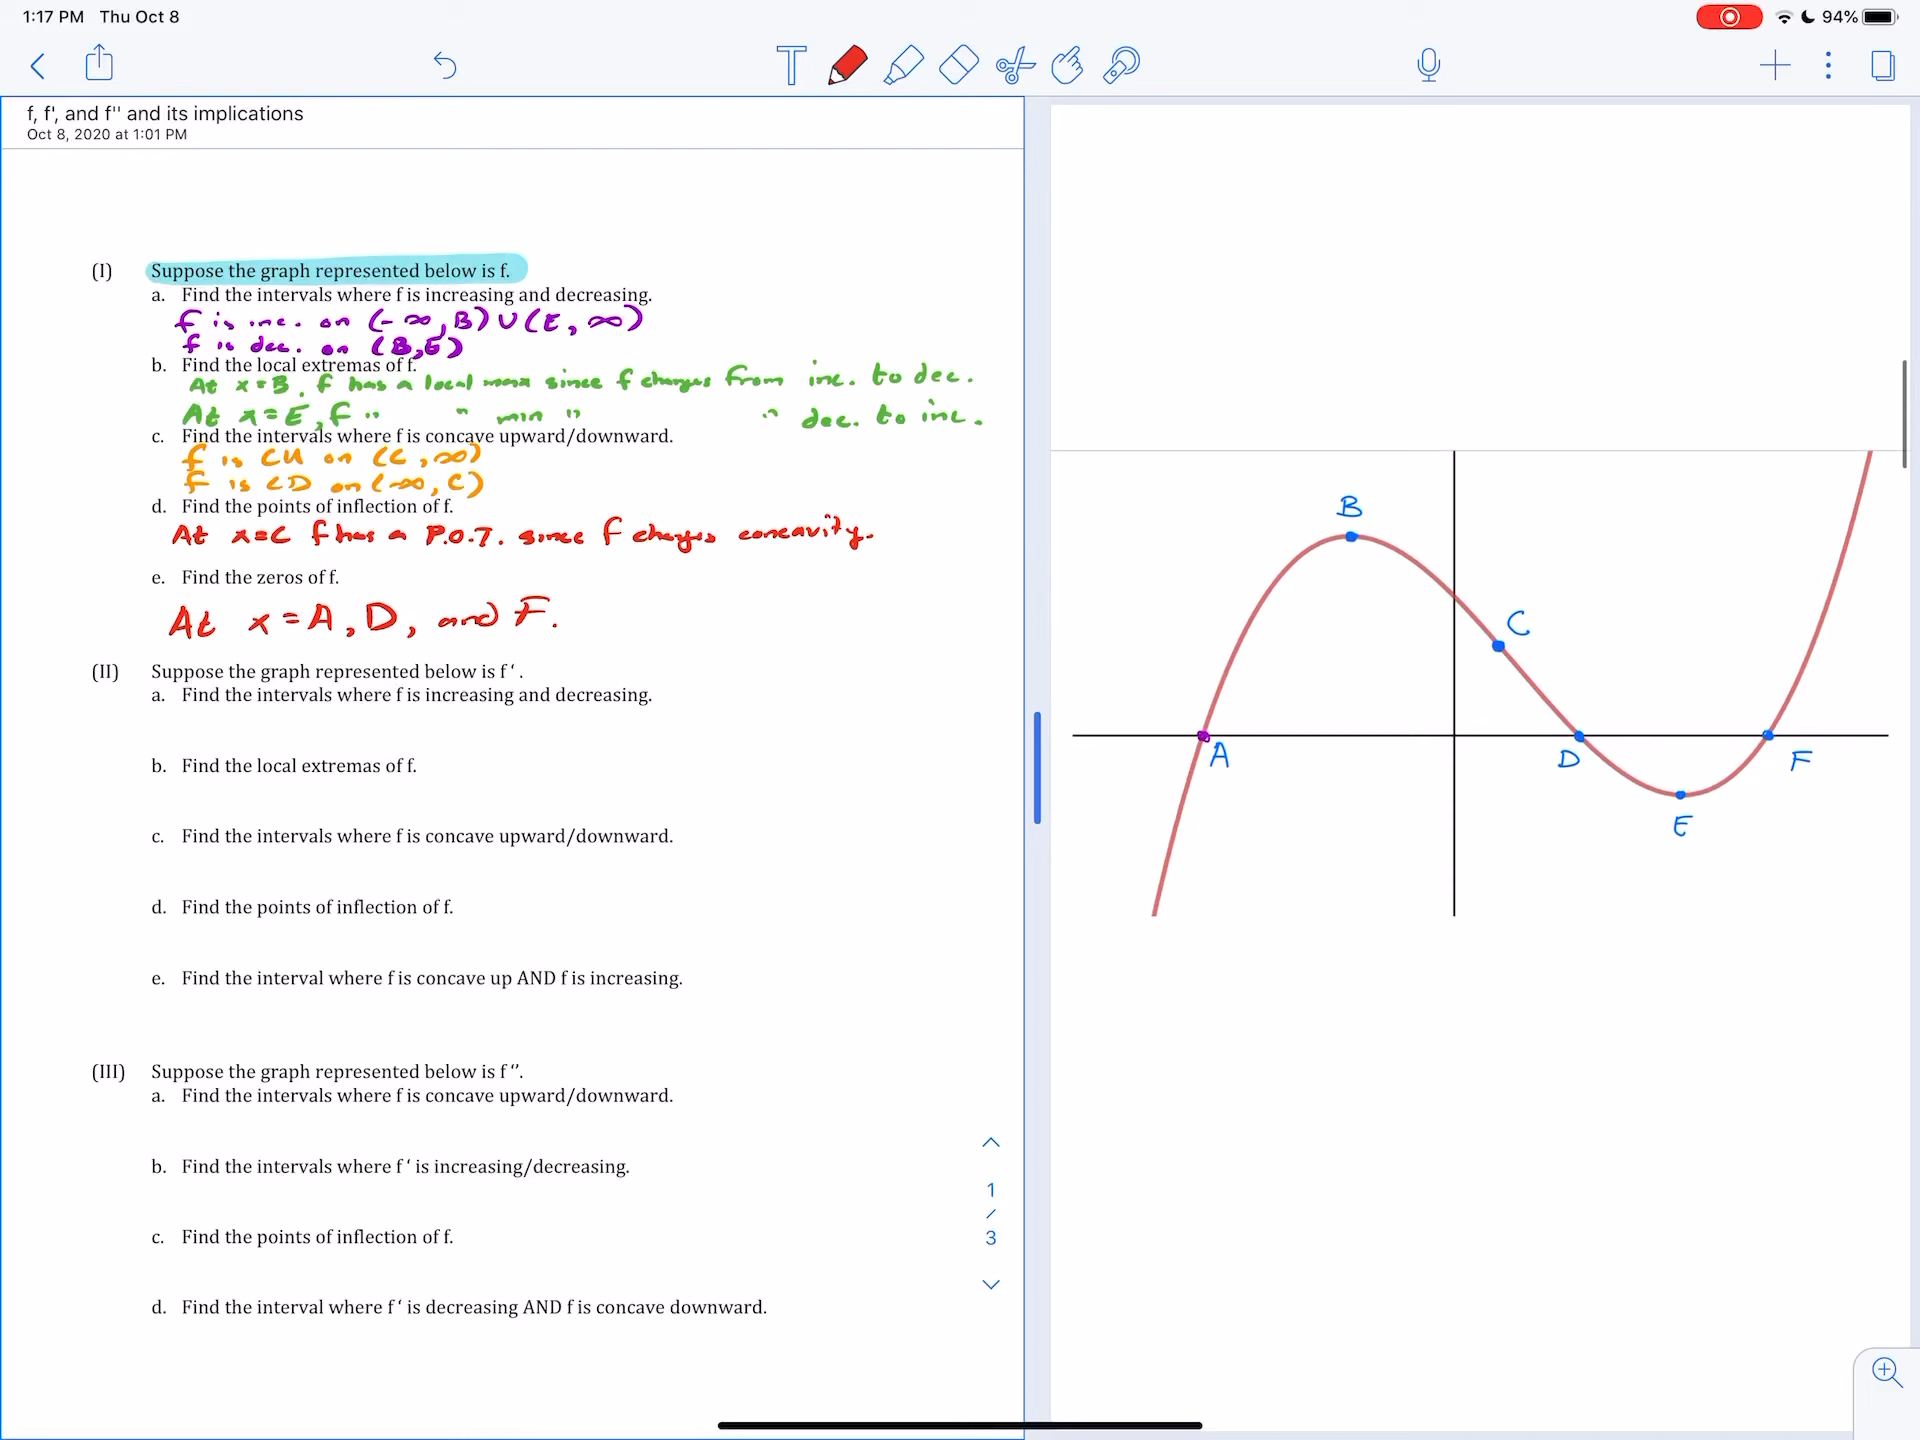 1:17 PM Thu Oct 8
94%
T
f, f', and f'' and its implications
Oct 8, 2020 at 1:01 PM
(I) Suppose the graph represented below is f.
a. Find the intervals where f is increasing and decreasing.
f is inc. on (-∞, B) U (E, ∞)
f is dec. on (B, E)
b. Find the local extremas of f.
At x=B, f has a local max since f changes from inc. to dec.
At x=E, f " " min " " dec. to inc.
c. Find the intervals where f is concave upward/downward.
f is CU on (C, ∞)
f is CD on (-∞, C)
d. Find the points of inflection of f.
At x=C f has a P.O.I. since f changes concavity.
e. Find the zeros of f.
At x=A, D, and F.
(II) Suppose the graph represented below is f ‘ .
a. Find the intervals where f is increasing and decreasing.
b. Find the local extremas of f.
c. Find the intervals where f is concave upward/downward.
d. Find the points of inflection of f.
e. Find the interval where f is concave up AND f is increasing.
(III) Suppose the graph represented below is f ‘’.
a. Find the intervals where f is concave upward/downward.
b. Find the intervals where f ‘ is increasing/decreasing.
c. Find the points of inflection of f.
d. Find the interval where f ‘ is decreasing AND f is concave downward.
1
/
3
B
C
A
D
F
E